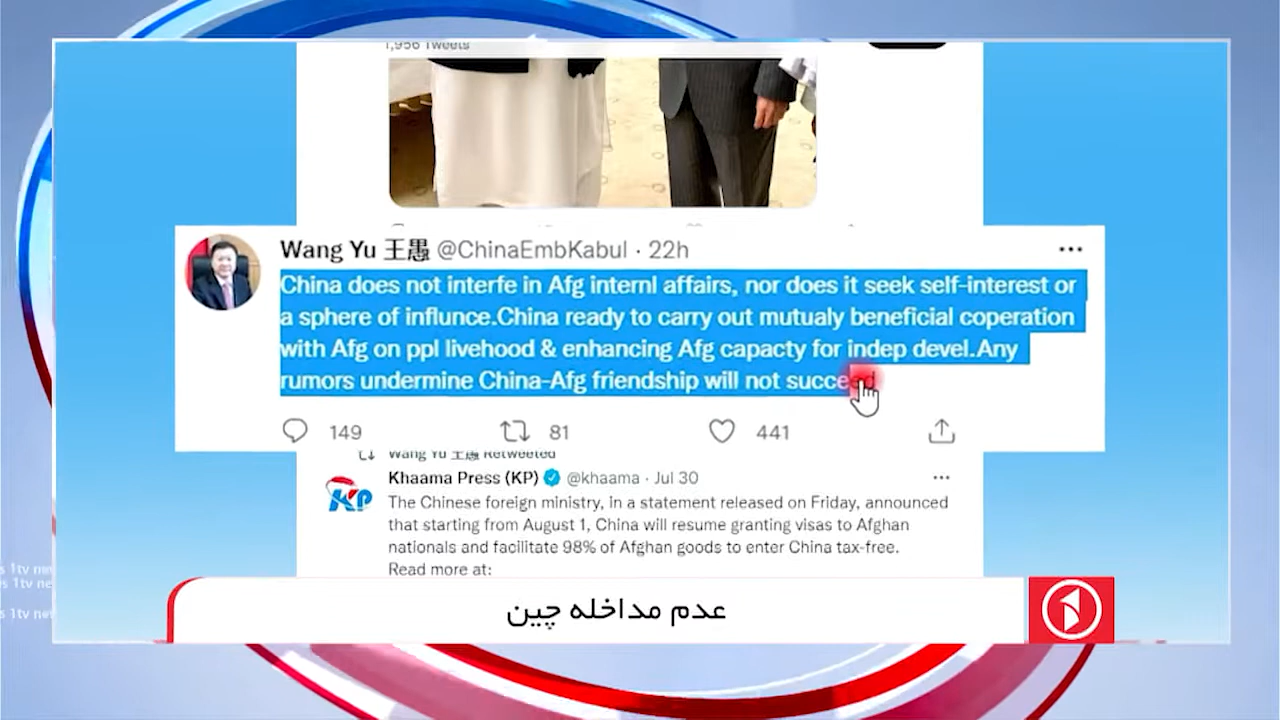 1,956 Tweets
Wang Yu 王愚 @ChinaEmbKabul · 22h
China does not interfe in Afg internl affairs, nor does it seek self-interest or
a sphere of influnce.China ready to carry out mutualy beneficial coperation
with Afg on ppl livehood & enhancing Afg capacty for indep devel.Any
rumors undermine China-Afg friendship will not succeed
149 81 441
Wang Yu 王愚 Retweeted
KP
Khaama Press (KP) @khaama · Jul 30
The Chinese foreign ministry, in a statement released on Friday, announced
that starting from August 1, China will resume granting visas to Afghan
nationals and facilitate 98% of Afghan goods to enter China tax-free.
Read more at:
عدم مداخله چین